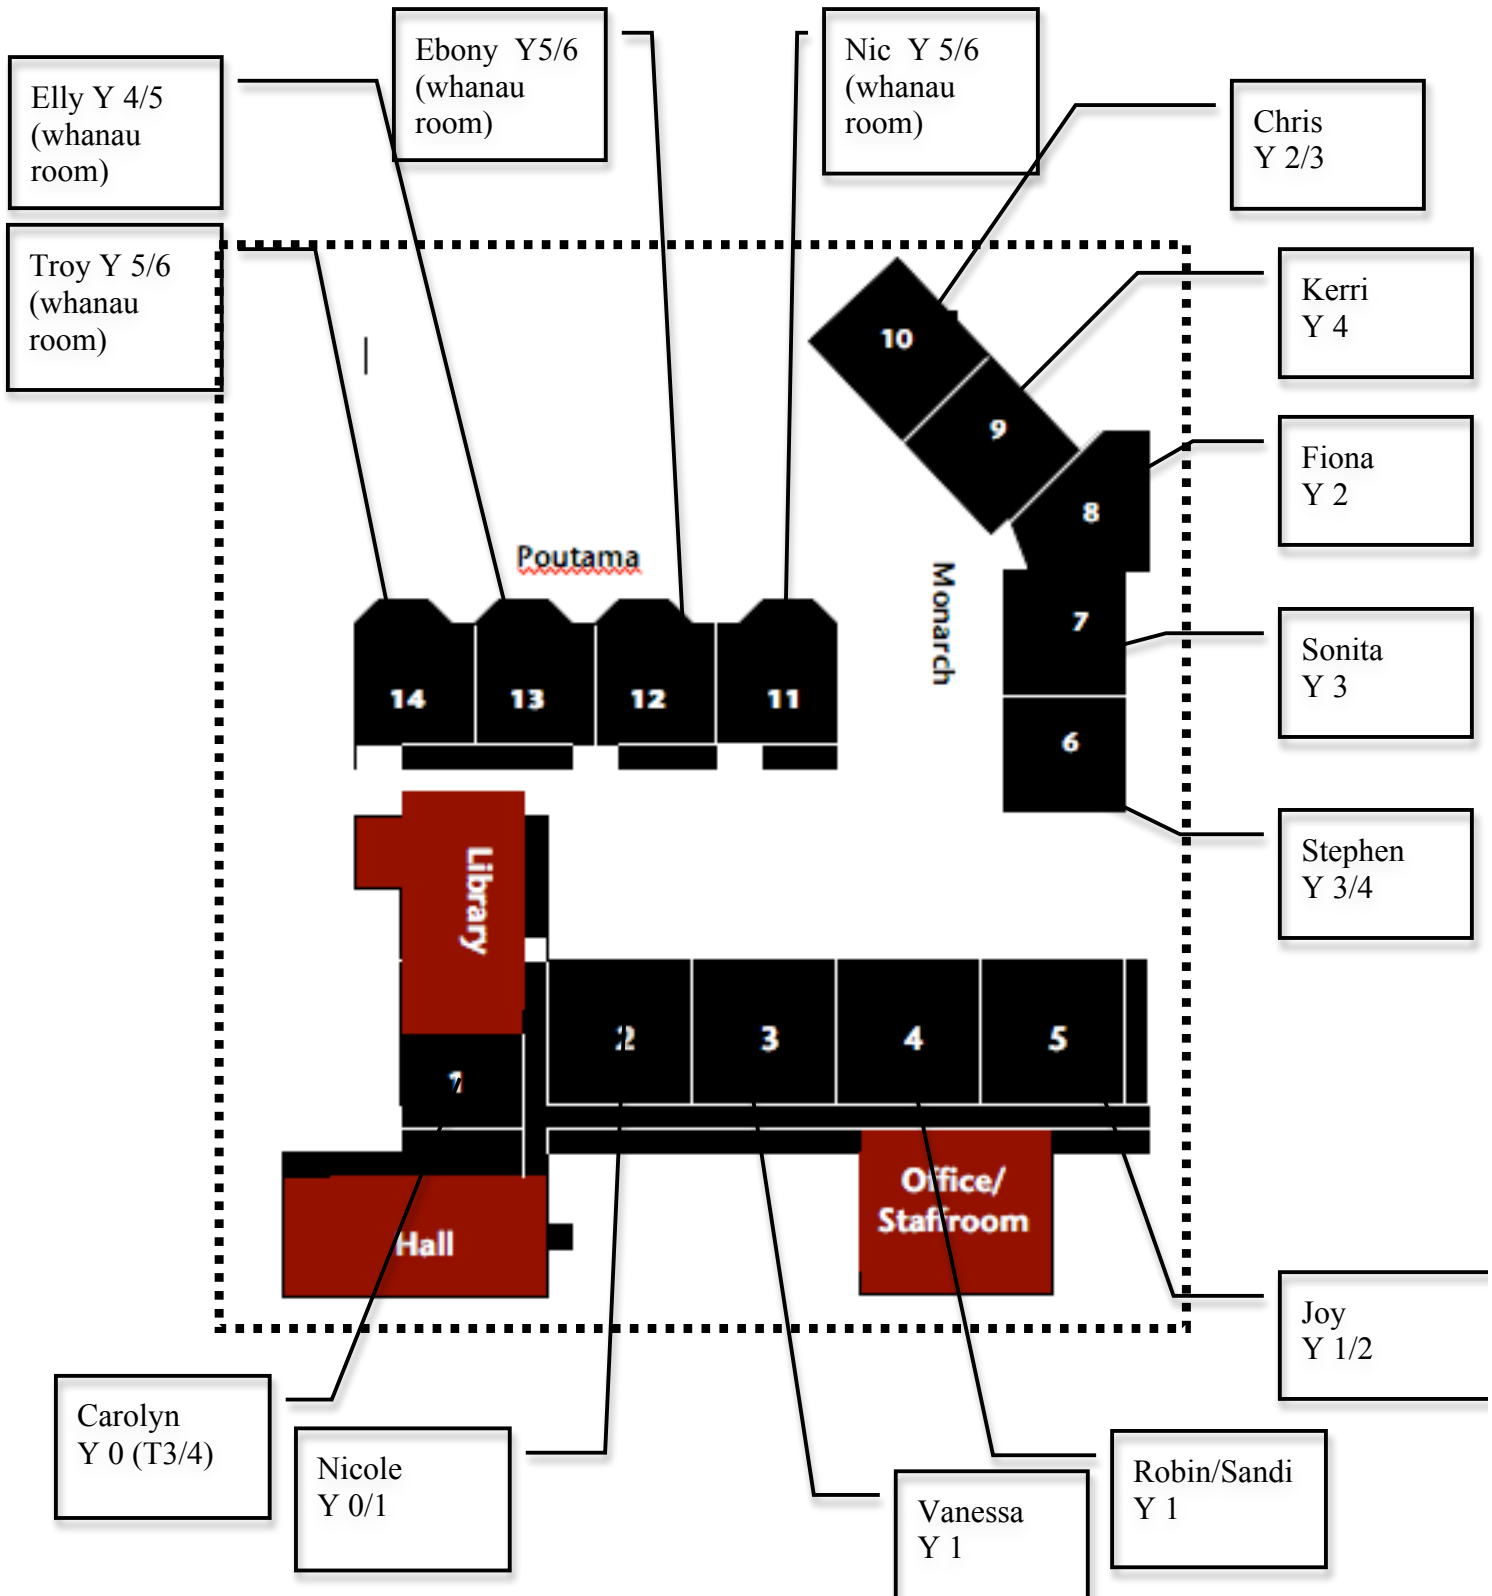 Ebony Y5/6
(whanau
room)
Nic Y 5/6
(whanau
room)
Elly Y 4/5
(whanau
room)
Chris
Y 2/3
Troy Y 5/6
(whanau
room)
Kerri
Y 4
10
9
Fiona
Y 2
8
Poutama
Monarch
7
Sonita
Y 3
14
13
12
11
6
Stephen
Y 3/4
Library
2
3
4
5
1
Office/
Staffroom
Hall
Joy
Y 1/2
Carolyn
Y 0 (T3/4)
Nicole
Y 0/1
Vanessa
Y 1
Robin/Sandi
Y 1